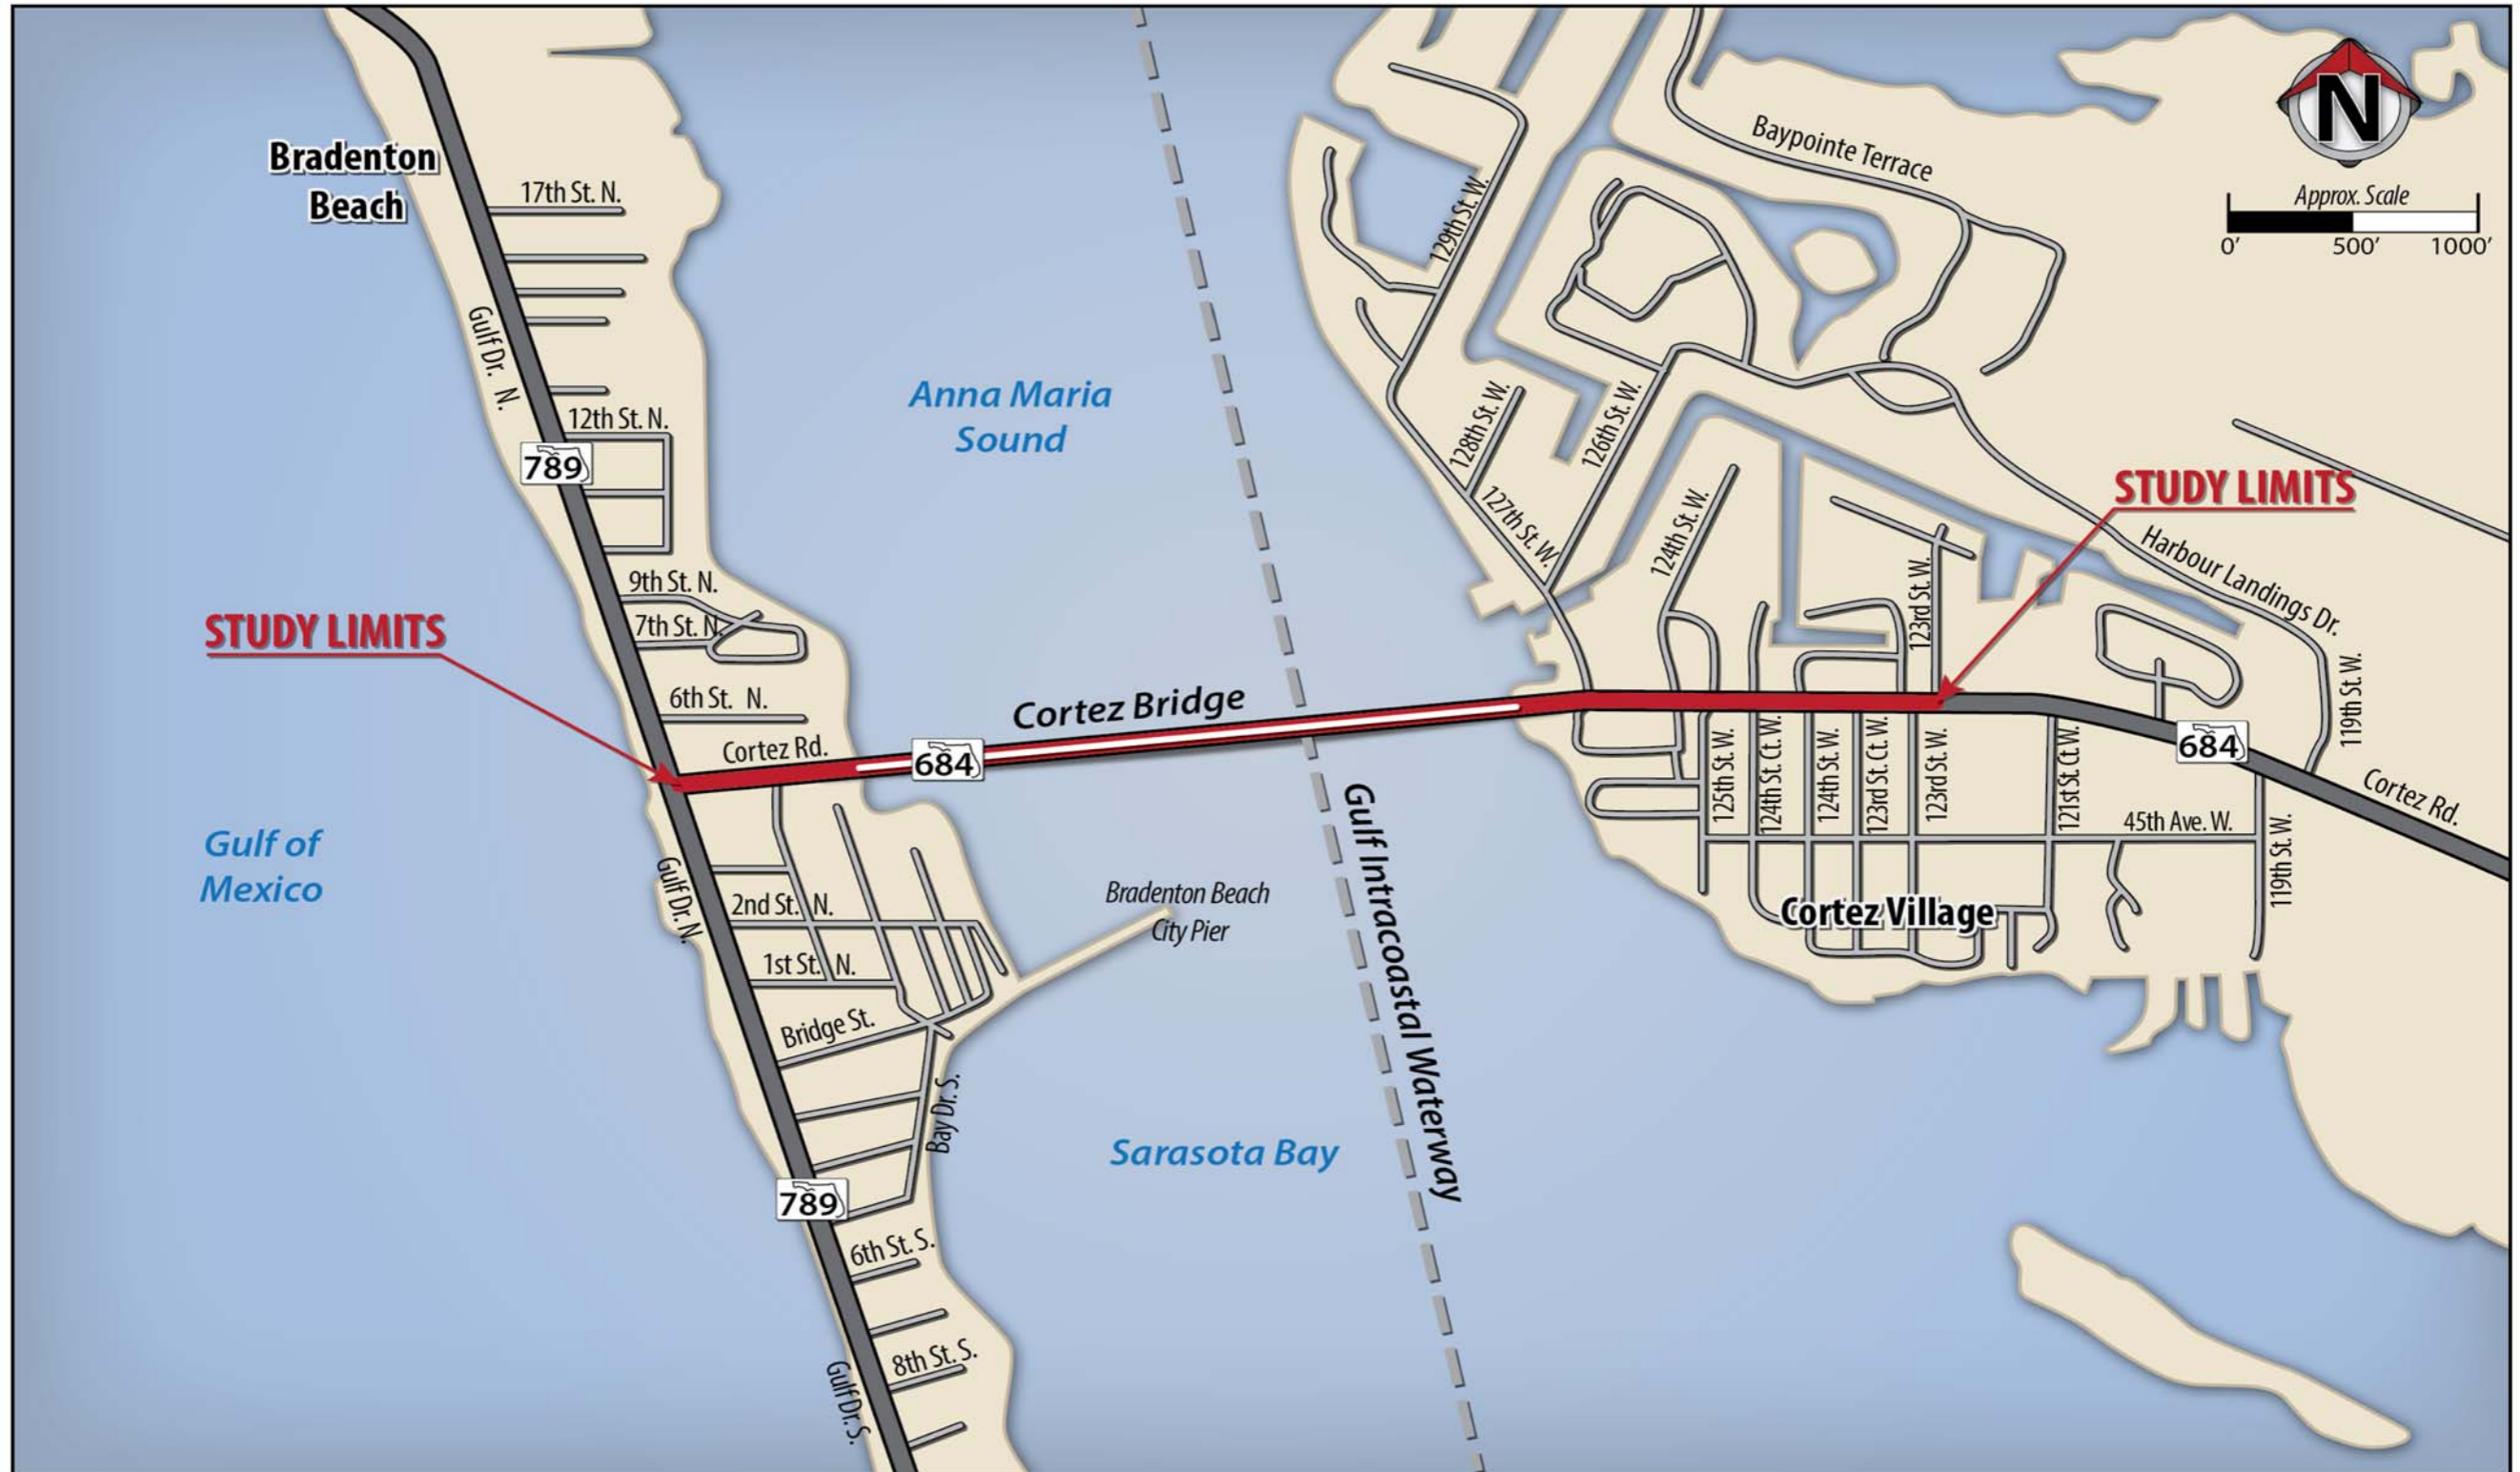 Bradenton
Beach
17th St. N.
Gulf Dr. N.
12th St. N.
789
9th St. N.
7th St. N.
STUDY LIMITS
6th St. N.
Cortez Rd.
684
Cortez Bridge
Anna Maria
Sound
Gulf of
Mexico
Gulf Dr. N.
2nd St. N.
1st St. N.
Bridge St.
Bay Dr. S.
789
6th St. S.
8th St. S.
Gulf Dr. S.
Bradenton Beach
City Pier
Gulf Intracoastal Waterway
Sarasota Bay
N
Approx. Scale
0' 500' 1000'
Baypointe Terrace
129th St. W.
128th St. W.
126th St. W.
127th St. W.
124th St. W.
123rd St. W.
STUDY LIMITS
Harbour Landings Dr.
119th St. W.
684
Cortez Rd.
125th St. W.
124th St. Ct. W.
124th St. W.
123rd St. Ct. W.
123rd St. W.
121st St. Ct. W.
45th Ave. W.
119th St. W.
Cortez Village